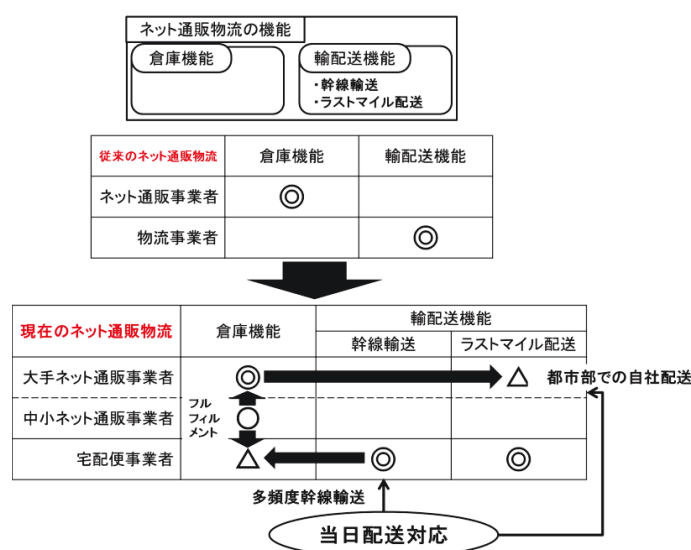 ネット通販物流の機能
倉庫機能
輸配送機能
・幹線輸送
・ラストマイル配送
従来のネット通販物流
倉庫機能
輸配送機能
ネット通販事業者
◎
物流事業者
◎
現在のネット通販物流
倉庫機能
輸配送機能
幹線輸送
ラストマイル配送
大手ネット通販事業者
◎
△
都市部での自社配送
中小ネット通販事業者
フル
フィル
メント
○
宅配便事業者
△
◎
◎
多頻度幹線輸送
当日配送対応